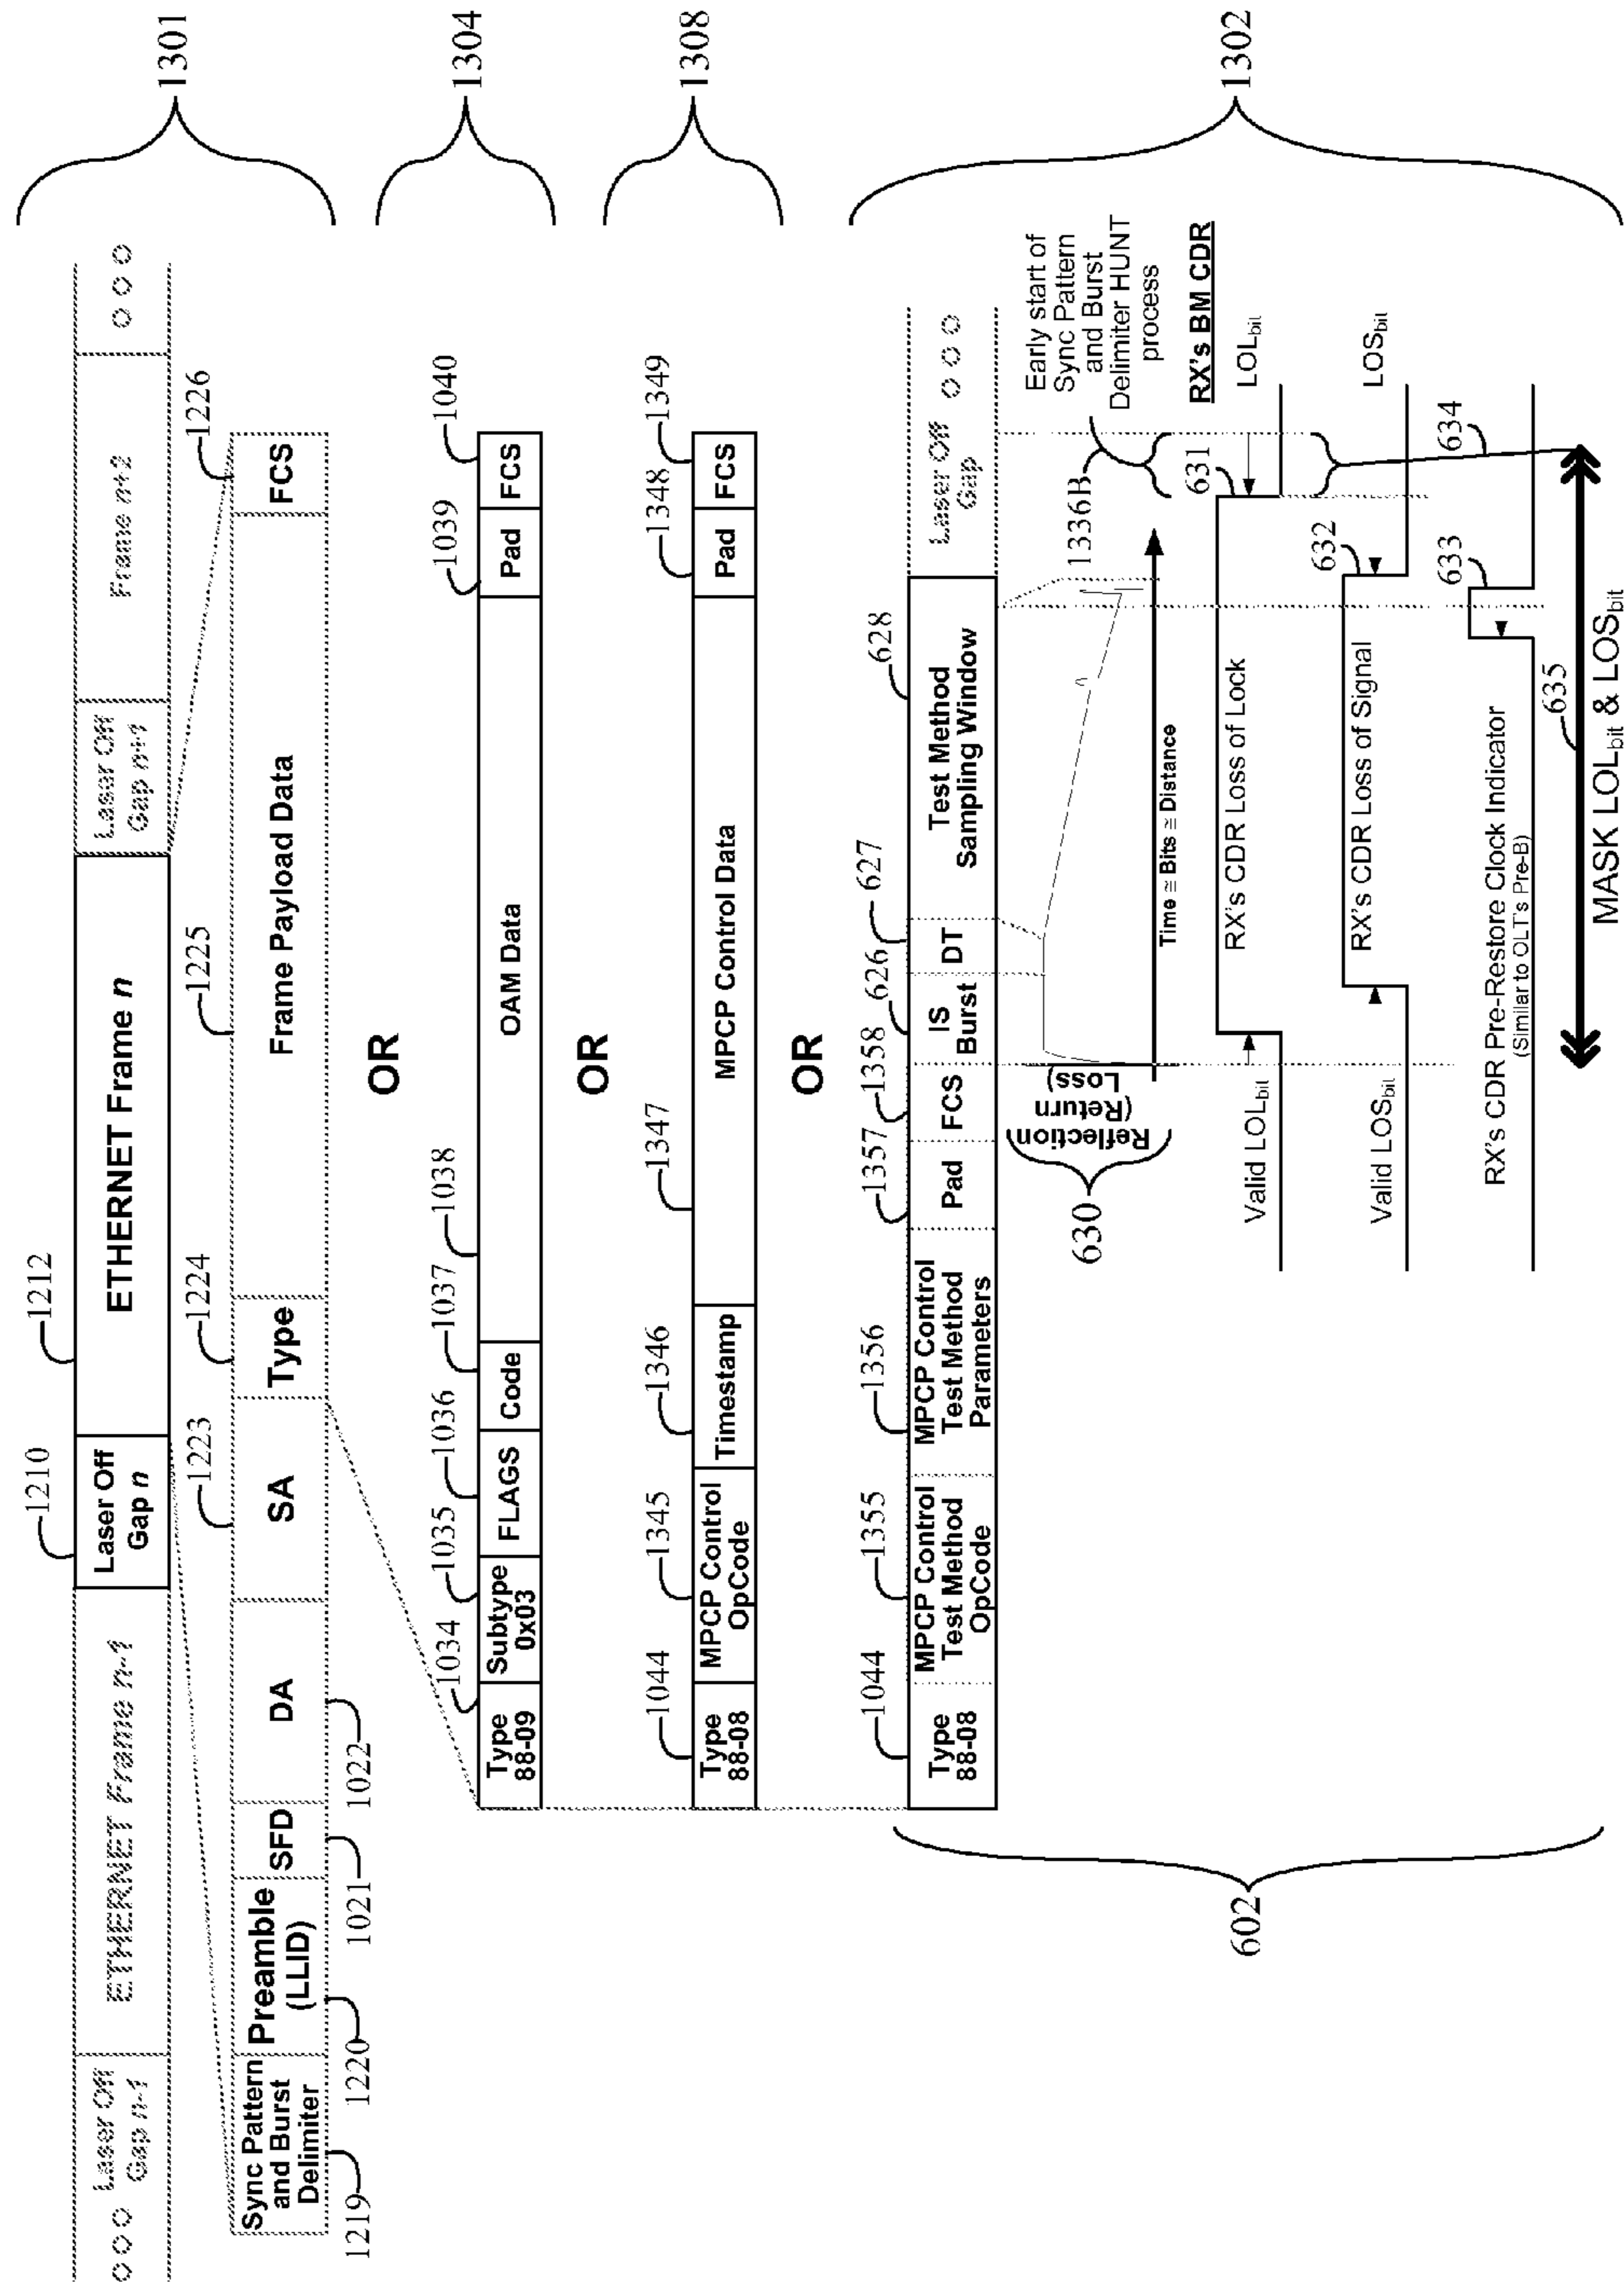 Laser Off
Gap n-1
ETHERNET Frame n-1
1210
Laser Off
Gap n
1212
ETHERNET Frame n
Laser Off
Gap n+1
Frame n+2
1301
Sync Pattern
and Burst
Delimiter
1219
Preamble
(LLID)
1220
SFD
1021
DA
1022
1223
SA
1224
Type
1225
Frame Payload Data
1226
FCS
OR
1034
Type
88-09
1035
Subtype
0x03
1036
FLAGS
1037
Code
1038
OAM Data
1039
Pad
1040
FCS
1304
OR
1044
Type
88-08
1345
MPCP Control
OpCode
1346
Timestamp
1347
MPCP Control Data
1348
Pad
1349
FCS
1308
OR
1044
Type
88-08
1355
MPCP Control
Test Method
OpCode
1356
MPCP Control
Test Method
Parameters
1357
Pad
1358
FCS
626
IS
Burst
627
DT
628
Test Method
Sampling Window
Laser Off
Gap
1302
602
630
Reflection
(Return
Loss)
Time ≅ Bits ≅ Distance
1336B
Early start of
Sync Pattern
and Burst
Delimiter HUNT
process
RX's BM CDR
Valid LOLbit
RX's CDR Loss of Lock
631
LOLbit
Valid LOSbit
RX's CDR Loss of Signal
632
LOSbit
RX's CDR Pre-Restore Clock Indicator
(Similar to OLT's Pre-B)
633
634
635
MASK LOLbit & LOSbit